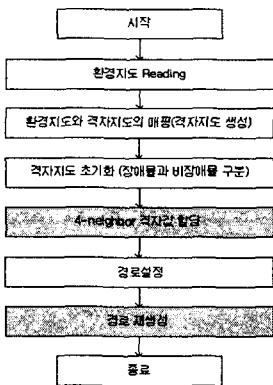 시작
환경지도 Reading
환경지도와 격자지도의 매핑(격자지도 생성)
격자지도 초기화 (장애물과 비장애물 구분)
4-neighbor 격자값 할당
경로설정
경로 재생성
종료